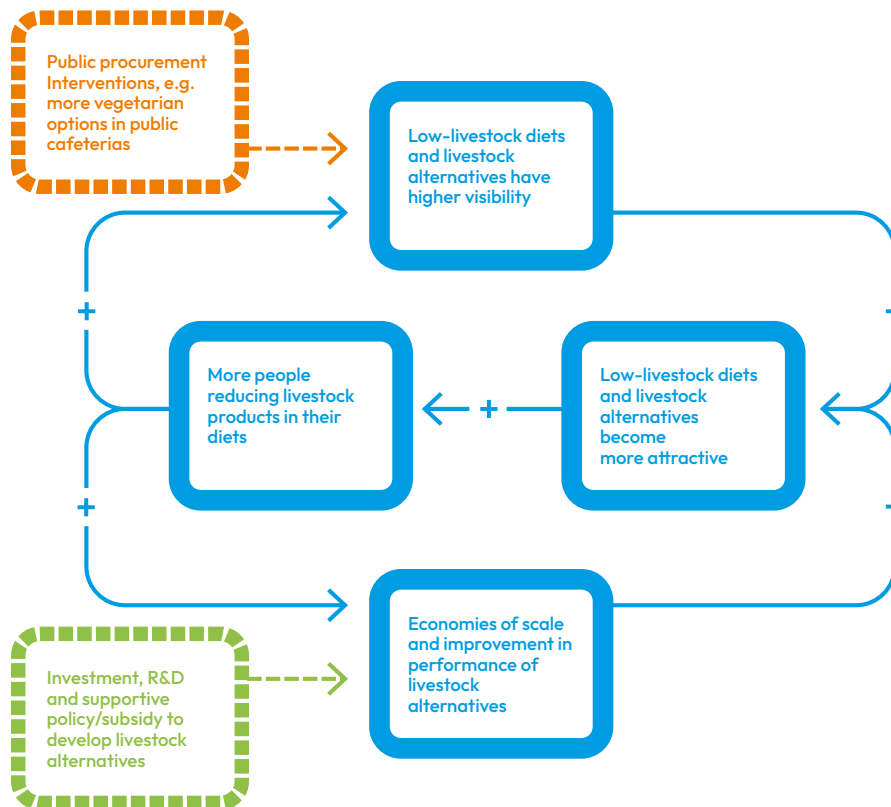 Public procurement
Interventions, e.g.
more vegetarian
options in public
cafeterias
Low-livestock diets
and livestock
alternatives have
higher visibility
+
+
More people
reducing livestock
products in their
diets
+
Low-livestock diets
and livestock
alternatives
become
more attractive
+
+
Economies of scale
and improvement in
performance of
livestock
alternatives
Investment, R&D
and supportive
policy/subsidy to
develop livestock
alternatives